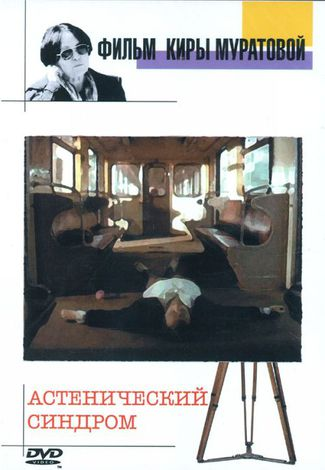 ФИЛЬМ КИРЫ МУРАТОВОЙ
АСТЕНИЧЕСКИЙ
СИНДРОМ
DVD
VIDEO